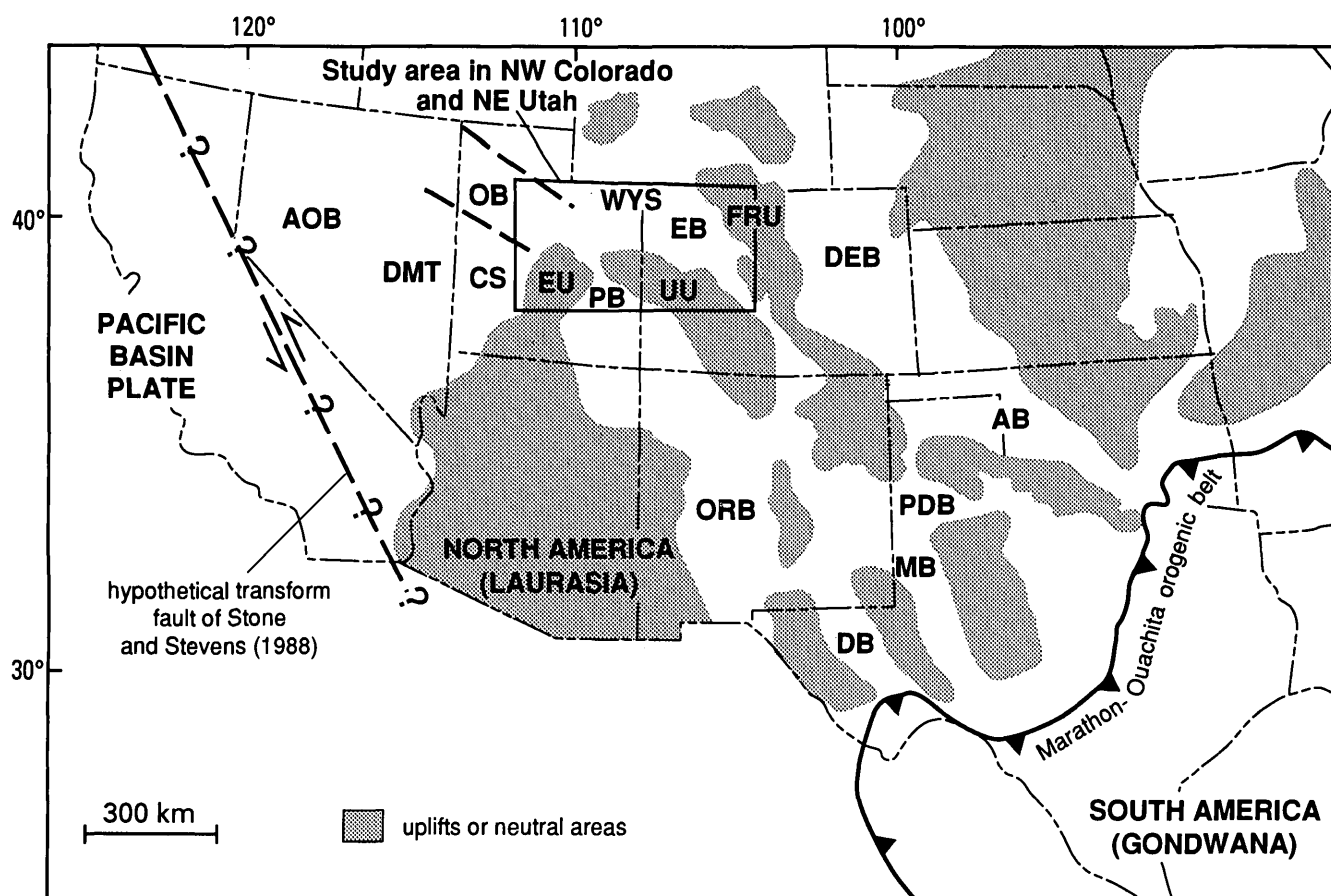 120°
110°
100°
Study area in NW Colorado
and NE Utah
40°
30°
?
?
?
?
?
AOB
OB
WYS
EB
FRU
DEB
DMT
CS
EU
PB
UU
PACIFIC
BASIN
PLATE
AB
ORB
PDB
MB
DB
NORTH AMERICA
(LAURASIA)
hypothetical transform
fault of Stone
and Stevens (1988)
Marathon-Ouachita orogenic belt
SOUTH AMERICA
(GONDWANA)
300 km
uplifts or neutral areas